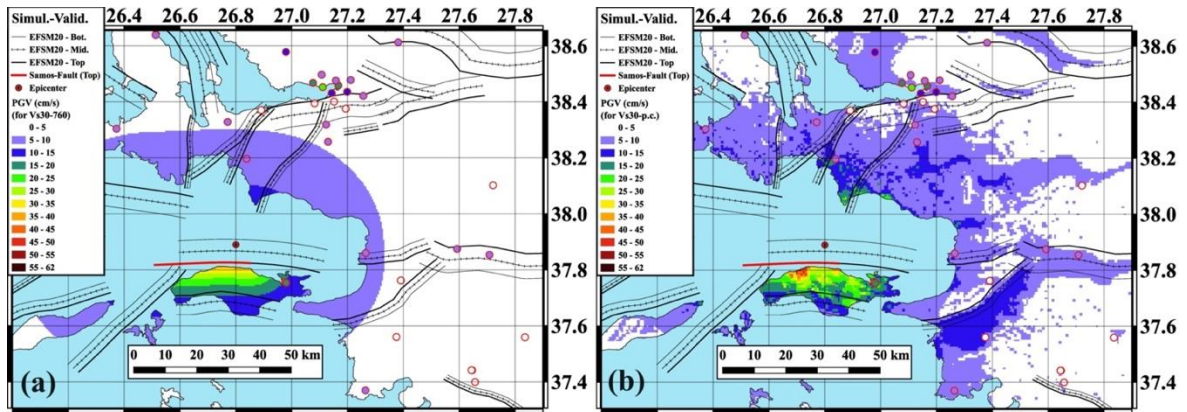 26.4 26.6 26.8 27.0 27.2 27.4 27.6 27.8
Simul.-Valid.
EFSM20 - Bot.
EFSM20 - Mid.
EFSM20 - Top
Samos-Fault (Top)
Epicenter
PGV (cm/s)
(for Vs30-760)
0 - 5
5 - 10
10 - 15
15 - 20
20 - 25
25 - 30
30 - 35
35 - 40
40 - 45
45 - 50
50 - 55
55 - 62
38.6
38.4
38.2
38.0
37.8
37.6
37.4
(a)
0 10 20 30 40 50 km
26.4 26.6 26.8 27.0 27.2 27.4 27.6 27.8
Simul.-Valid.
EFSM20 - Bot.
EFSM20 - Mid.
EFSM20 - Top
Samos-Fault (Top)
Epicenter
PGV (cm/s)
(for Vs30-p.c.)
0 - 5
5 - 10
10 - 15
15 - 20
20 - 25
25 - 30
30 - 35
35 - 40
40 - 45
45 - 50
50 - 55
55 - 62
38.6
38.4
38.2
38.0
37.8
37.6
37.4
(b)
0 10 20 30 40 50 km